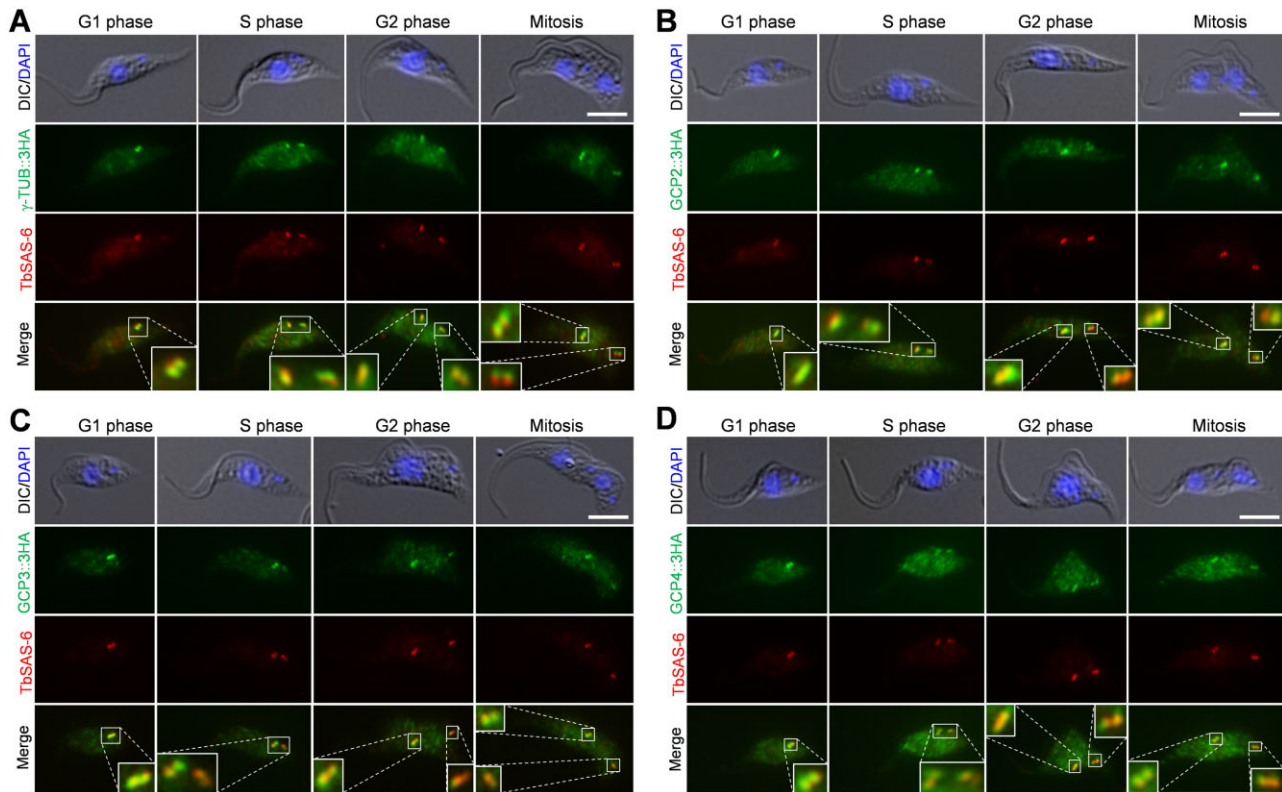 A
G1 phase S phase G2 phase Mitosis
DIC/DAPI
γ-TUB::3HA
TbSAS-6
Merge
B
G1 phase S phase G2 phase Mitosis
DIC/DAPI
GCP2::3HA
TbSAS-6
Merge
C
G1 phase S phase G2 phase Mitosis
DIC/DAPI
GCP3::3HA
TbSAS-6
Merge
D
G1 phase S phase G2 phase Mitosis
DIC/DAPI
GCP4::3HA
TbSAS-6
Merge